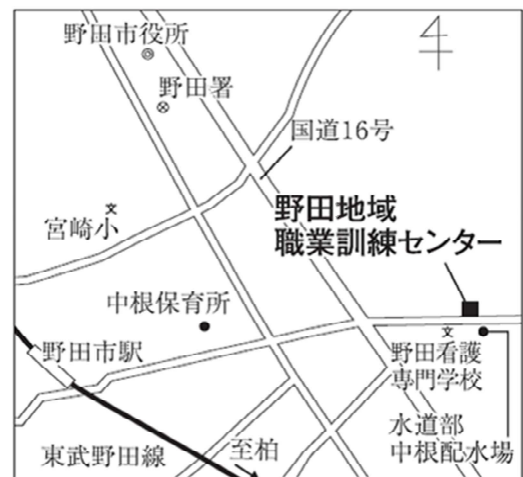 野田市役所
野田署
国道16号
野田地域
職業訓練センター
文
宮崎小
中根保育所
野田市駅
文
野田看護
専門学校
水道部
中根配水場
東武野田線
至柏